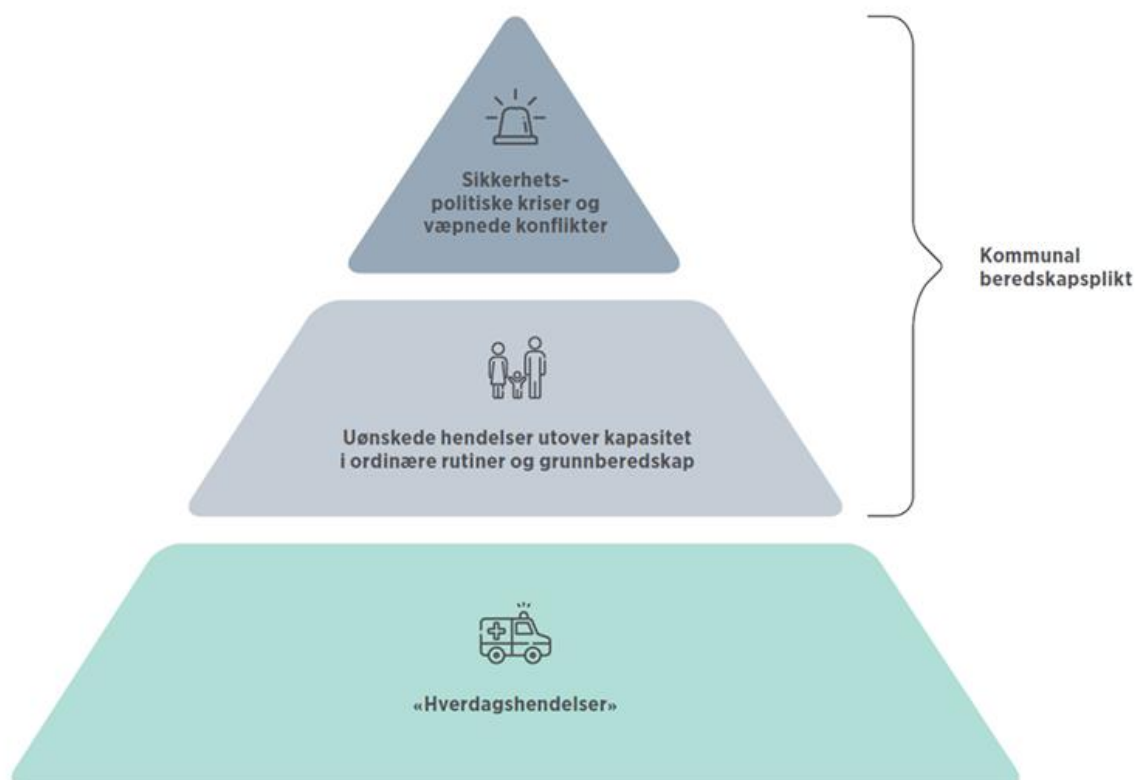 Sikkerhets-
politiske kriser og
væpnede konflikter
Kommunal
beredskapsplikt
Uønskede hendelser utover kapasitet
i ordinære rutiner og grunnberedskap
«Hverdagshendelser»